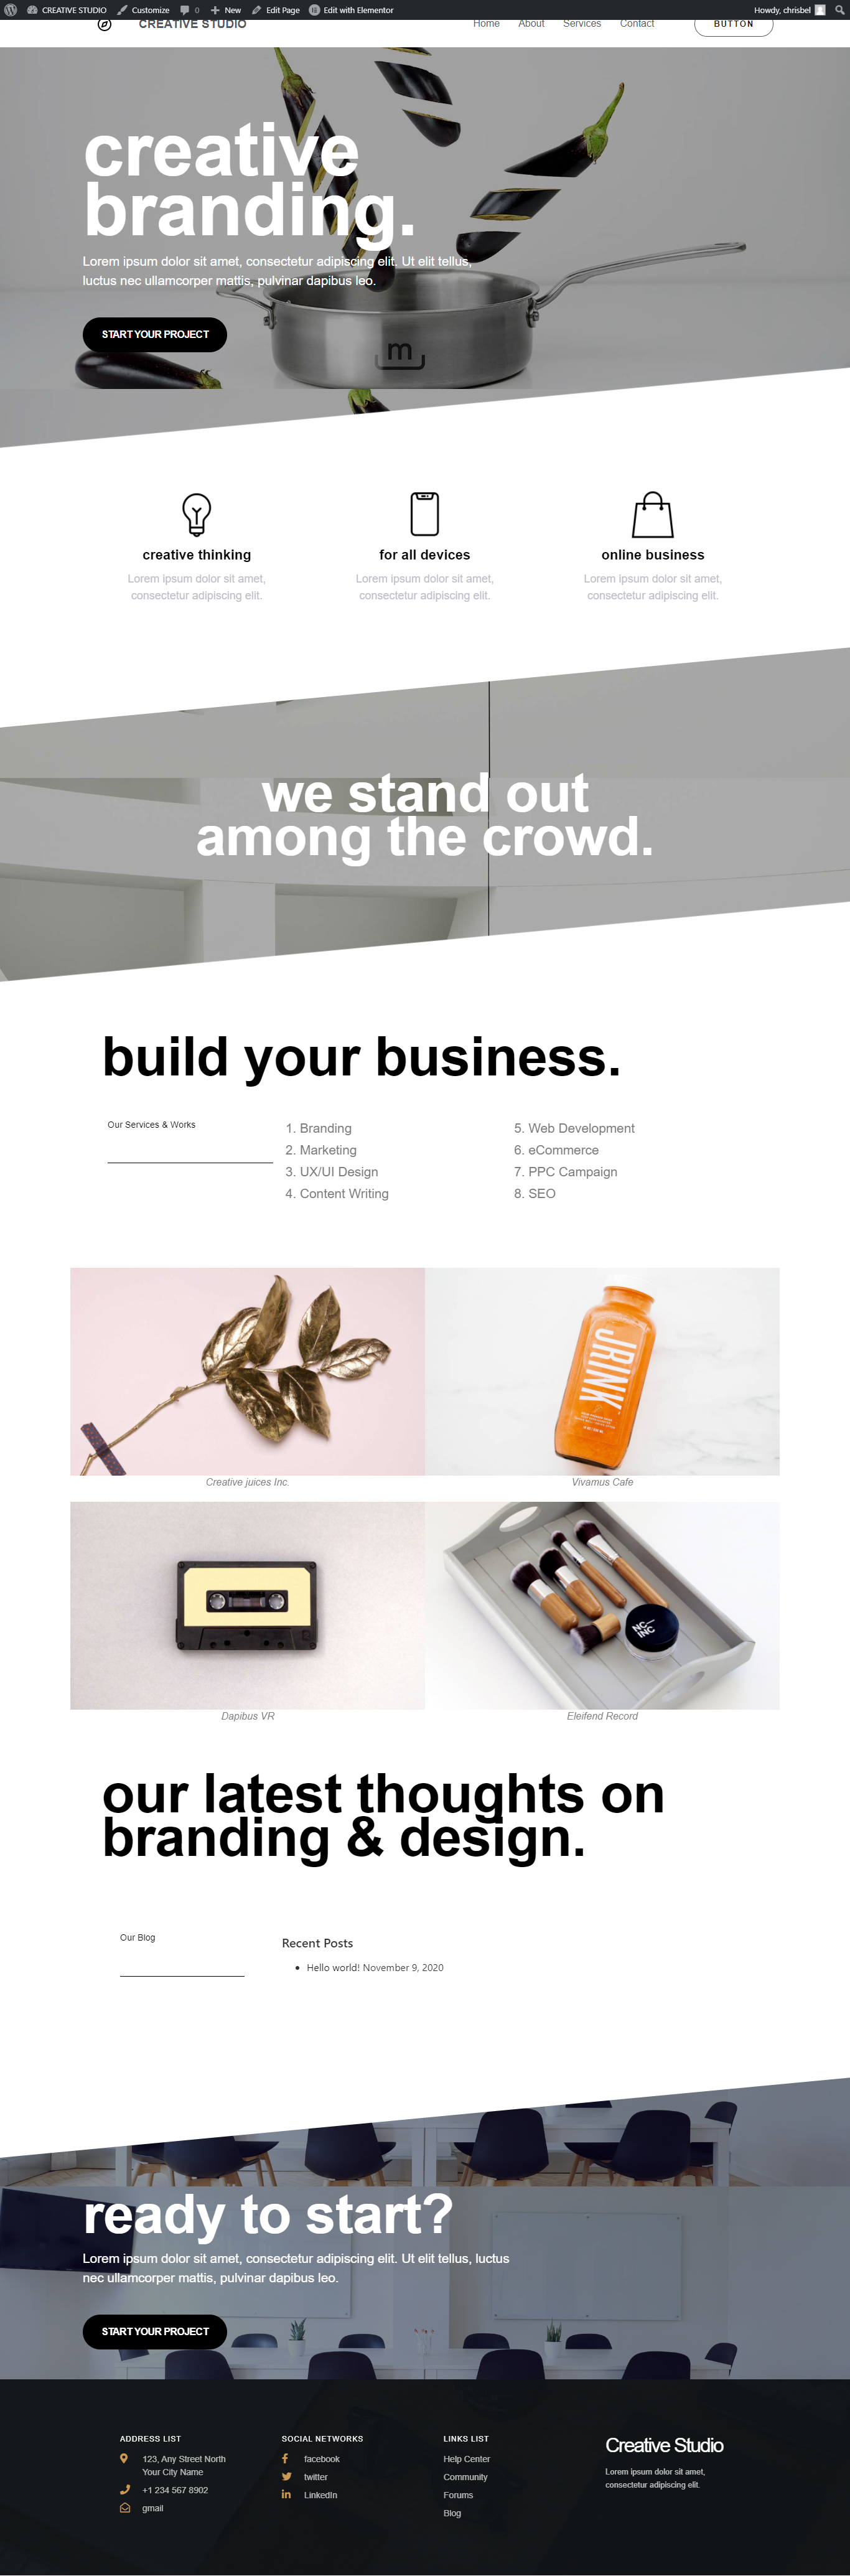 CREATIVE STUDIO Customize 0 New Edit Page Edit with Elementor Howdy, chrisbel
CREATIVE STUDIO Home About Services Contact BUTTON
creative
branding.
Lorem ipsum dolor sit amet, consectetur adipiscing elit. Ut elit tellus,
luctus nec ullamcorper mattis, pulvinar dapibus leo.
START YOUR PROJECT
m
creative thinking
Lorem ipsum dolor sit amet,
consectetur adipiscing elit.
for all devices
Lorem ipsum dolor sit amet,
consectetur adipiscing elit.
online business
Lorem ipsum dolor sit amet,
consectetur adipiscing elit.
we stand out
among the crowd.
build your business.
Our Services & Works
1. Branding
2. Marketing
3. UX/UI Design
4. Content Writing
5. Web Development
6. eCommerce
7. PPC Campaign
8. SEO
JRINK
Creative juices Inc.
Vivamus Cafe
NC—
INC
Dapibus VR
Eleifend Record
our latest thoughts on
branding & design.
Our Blog
Recent Posts
Hello world! November 9, 2020
ready to start?
Lorem ipsum dolor sit amet, consectetur adipiscing elit. Ut elit tellus, luctus
nec ullamcorper mattis, pulvinar dapibus leo.
START YOUR PROJECT
ADDRESS LIST
123, Any Street North
Your City Name
+1 234 567 8902
gmail
SOCIAL NETWORKS
facebook
twitter
LinkedIn
LINKS LIST
Help Center
Community
Forums
Blog
Creative Studio
Lorem ipsum dolor sit amet,
consectetur adipiscing elit.